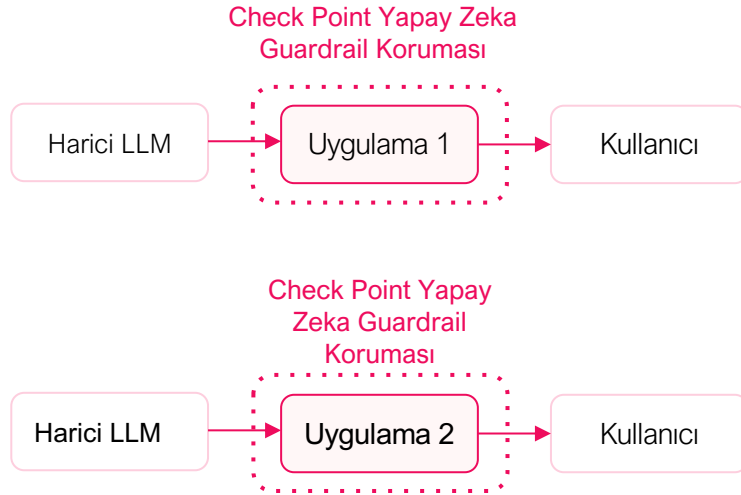 Check Point Yapay Zeka
Guardrail Koruması
Harici LLM
Uygulama 1
Kullanıcı
Check Point Yapay
Zeka Guardrail
Koruması
Harici LLM
Uygulama 2
Kullanıcı